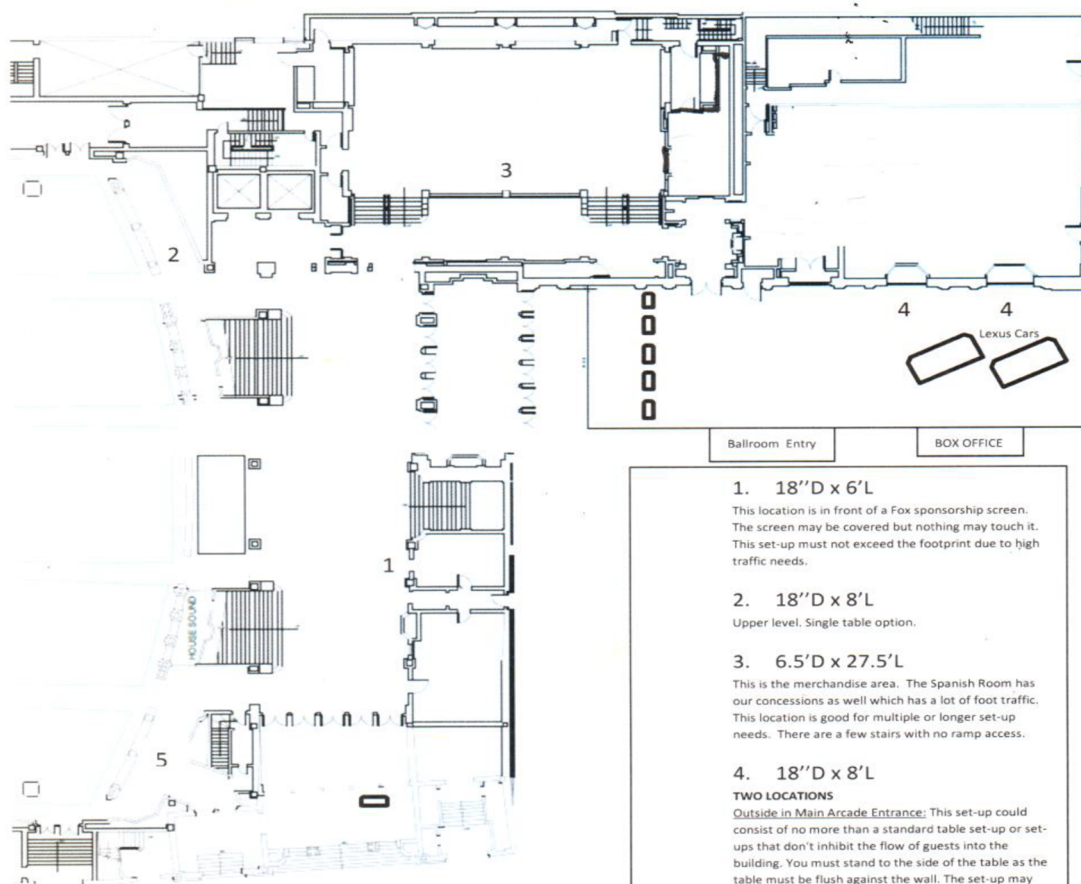 3
2
4
4
Lexus Cars
Ballroom Entry
BOX OFFICE
1
HOUSE SOUND
5
1. 18’’D x 6’L
This location is in front of a Fox sponsorship screen.
The screen may be covered but nothing may touch it.
This set-up must not exceed the footprint due to high
traffic needs.
2. 18’’D x 8’L
Upper level. Single table option.
3. 6.5’D x 27.5’L
This is the merchandise area. The Spanish Room has
our concessions as well which has a lot of foot traffic.
This location is good for multiple or longer set-up
needs. There are a few stairs with no ramp access.
4. 18’’D x 8’L
TWO LOCATIONS
Outside in Main Arcade Entrance: This set-up could
consist of no more than a standard table set-up or set-
ups that don't inhibit the flow of guests into the
building. You must stand to the side of the table as the
table must be flush against the wall. The set-up may